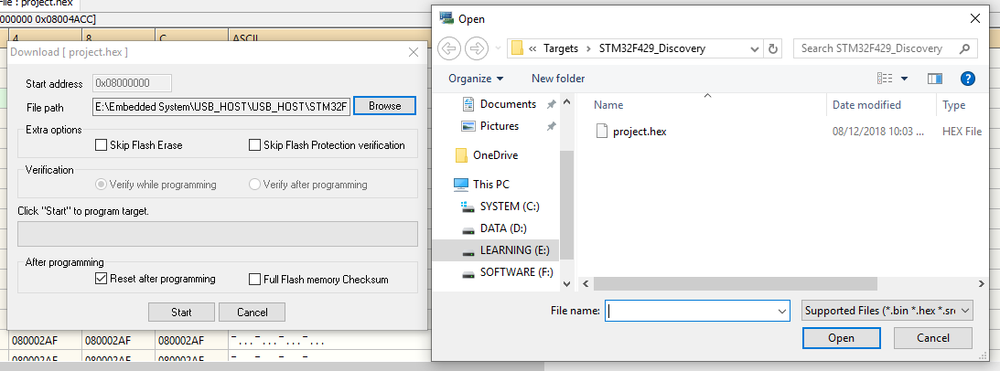 File : project.hex
000000 0x08004ACC]
4 8 C ASCII
Download [ project.hex ]
Start address 0x08000000
File path E:\Embedded System\USB_HOST\USB_HOST\STM32F Browse
Extra options
Skip Flash Erase Skip Flash Protection verification
Verification
Verify while programming Verify after programming
Click "Start" to program target.
After programming
Reset after programming Full Flash memory Checksum
Start Cancel
080002AF 080002AF 080002AF
080002AF 080002AF 080002AF
Open
« Targets > STM32F429_Discovery
Search STM32F429_Discovery
Organize New folder
Documents
Pictures
OneDrive
This PC
SYSTEM (C:)
DATA (D:)
LEARNING (E:)
SOFTWARE (F:)
Name Date modified Type
project.hex 08/12/2018 10:03 ... HEX File
File name: Supported Files (*.bin *.hex *.sre
Open Cancel